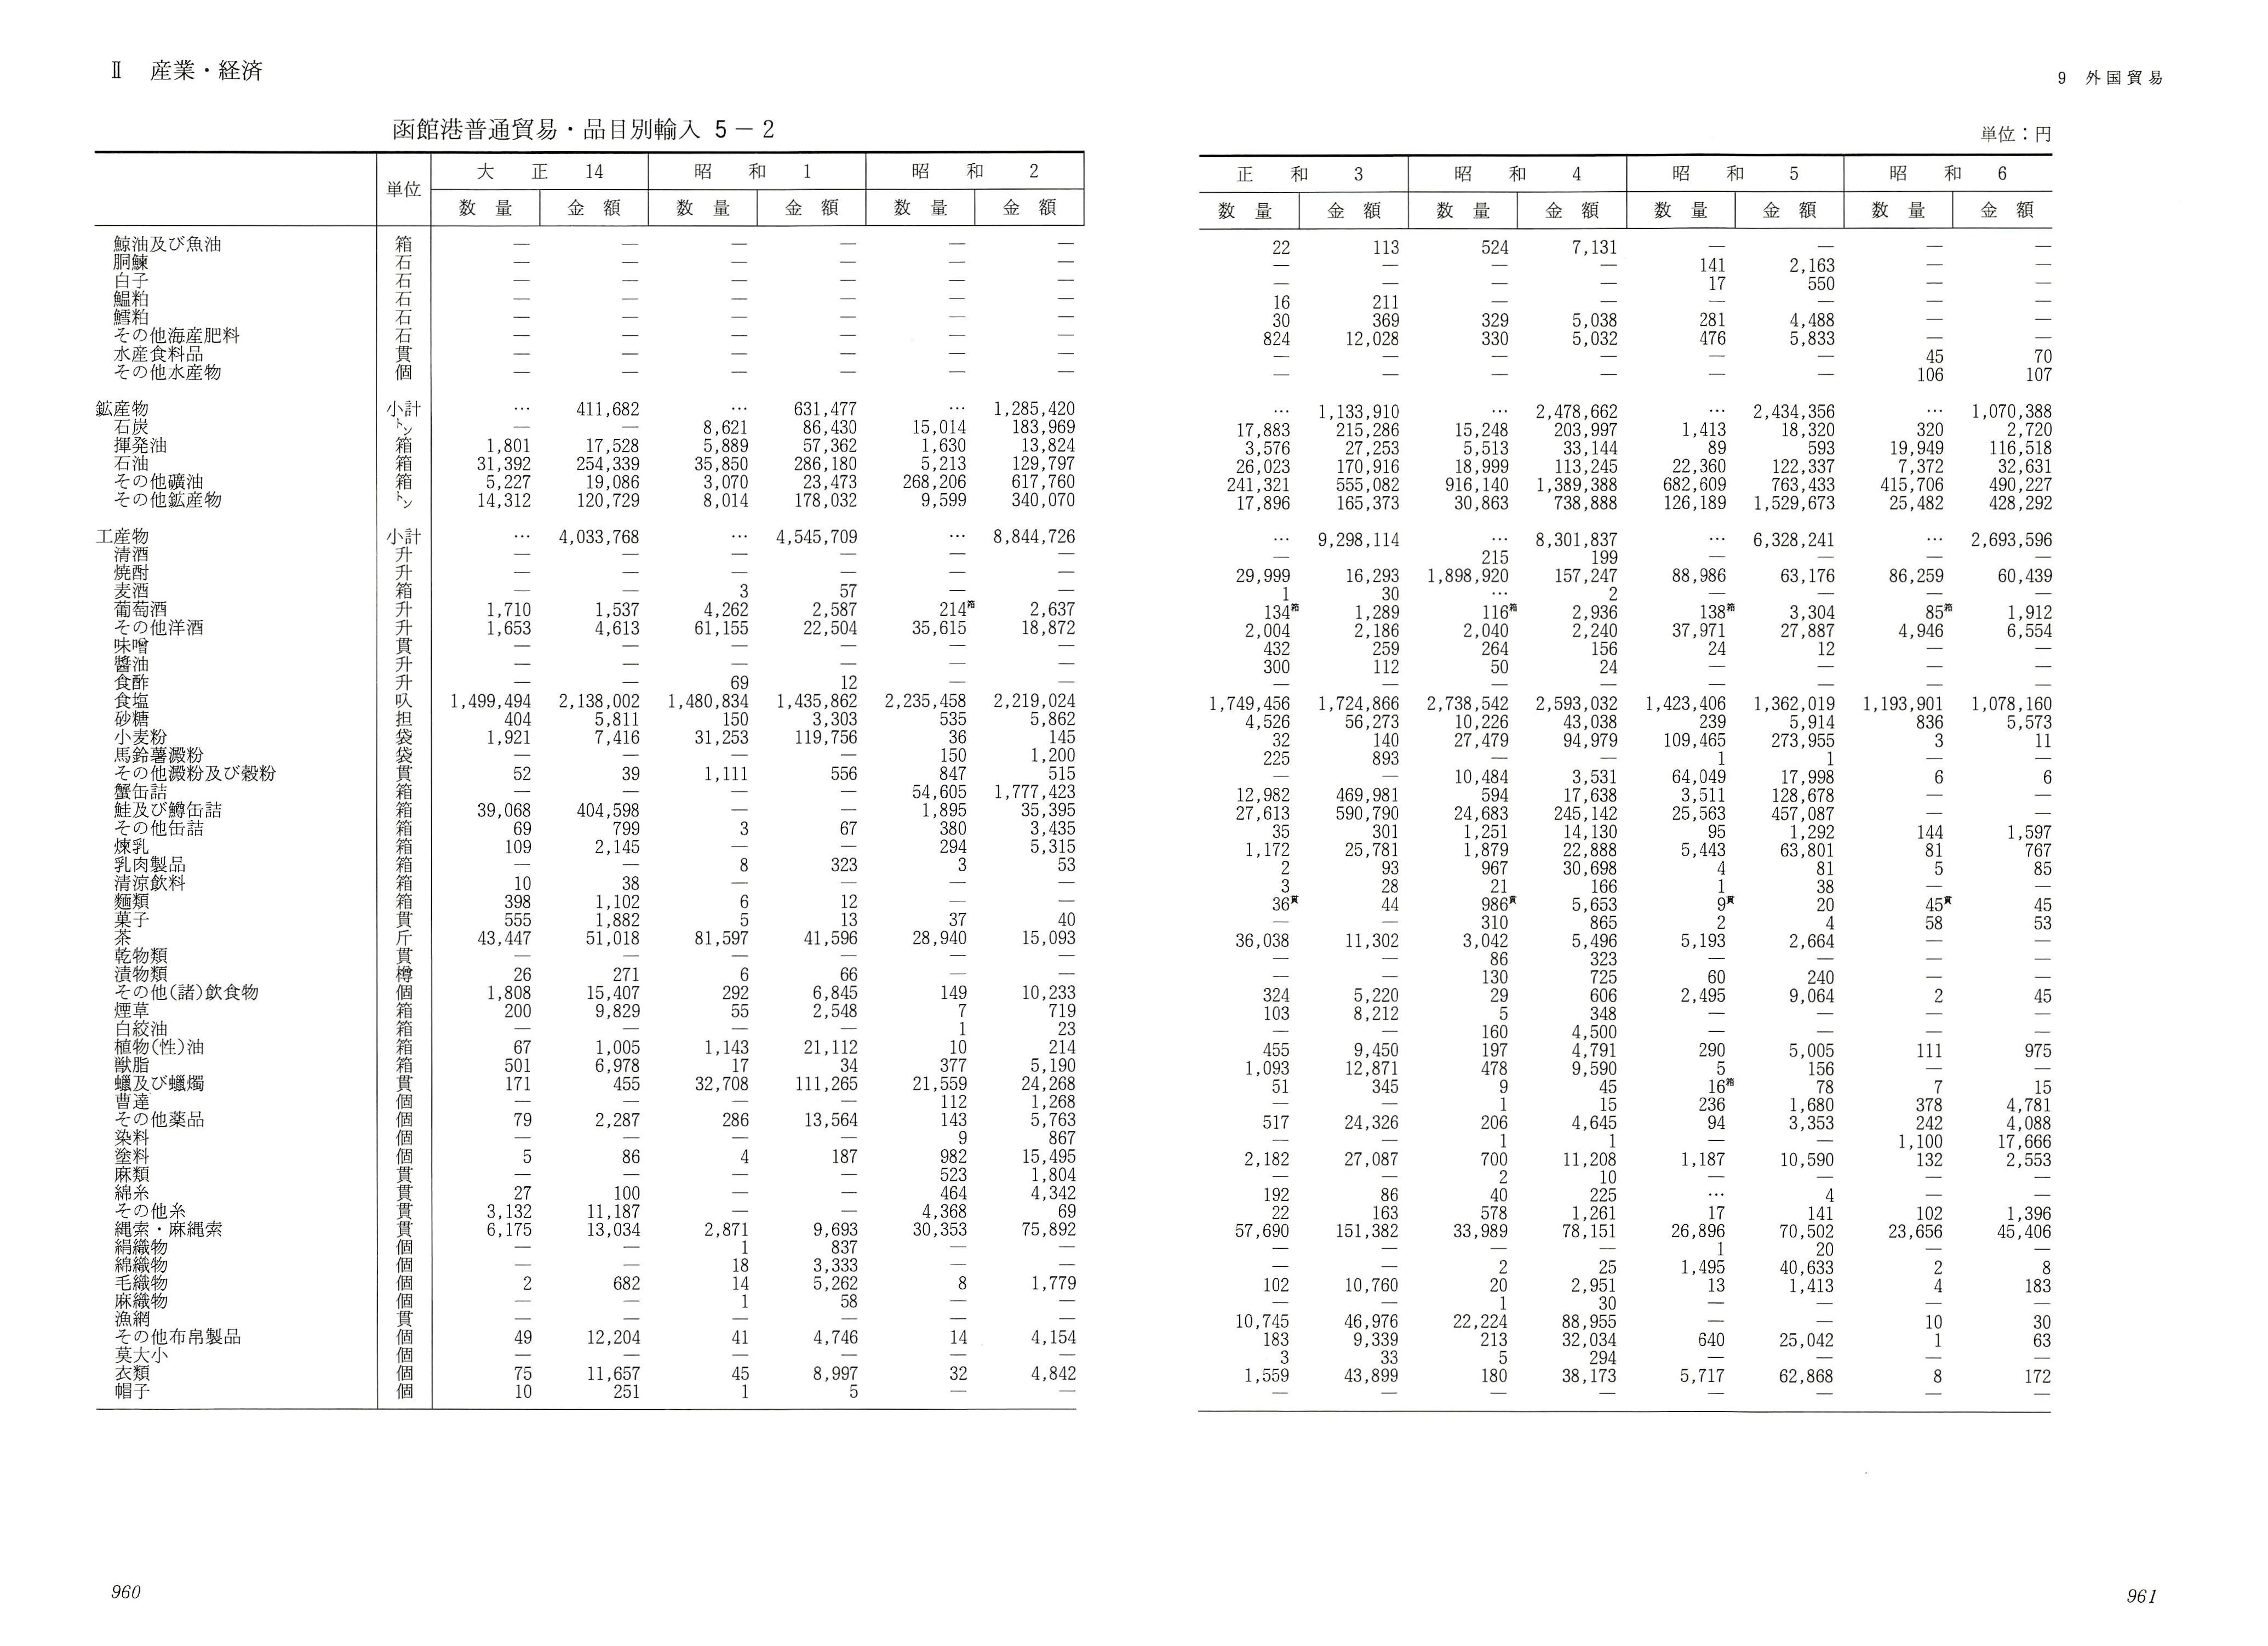 Ⅱ　産業・経済
函館港普通貿易・品目別輸入 5－2
単位 大正14 昭和1 昭和2
数量 金額 数量 金額 数量 金額
鯨油及び魚油 箱 — — — — — —
胴鰊 石 — — — — — —
白子 石 — — — — — —
鰮粕 石 — — — — — —
鱈粕 石 — — — — — —
その他海産肥料 石 — — — — — —
水産食料品 貫 — — — — — —
その他水産物 個 — — — — — —
鉱産物 小計 … 411,682 … 631,477 … 1,285,420
石炭 トン — — 8,621 86,430 15,014 183,969
揮発油 箱 1,801 17,528 5,889 57,362 1,630 13,824
石油 箱 31,392 254,339 35,850 286,180 5,213 129,797
その他礦油 箱 5,227 19,086 3,070 23,473 268,206 617,760
その他鉱産物 トン 14,312 120,729 8,014 178,032 9,599 340,070
工産物 小計 … 4,033,768 … 4,545,709 … 8,844,726
清酒 升 — — — — — —
焼酎 升 — — — — — —
麦酒 箱 — — 3 57 — —
葡萄酒 升 1,710 1,537 4,262 2,587 214箱 2,637
その他洋酒 升 1,653 4,613 61,155 22,504 35,615 18,872
味噌 貫 — — — — — —
醬油 升 — — — — — —
食酢 升 — — 69 12 — —
食塩 叺 1,499,494 2,138,002 1,480,834 1,435,862 2,235,458 2,219,024
砂糖 担 404 5,811 150 3,303 535 5,862
小麦粉 袋 1,921 7,416 31,253 119,756 36 145
馬鈴薯澱粉 袋 — — — — 150 1,200
その他澱粉及び穀粉 貫 52 39 1,111 556 847 515
蟹缶詰 箱 — — — — 54,605 1,777,423
鮭及び鱒缶詰 箱 39,068 404,598 — — 1,895 35,395
その他缶詰 箱 69 799 3 67 380 3,435
煉乳 箱 109 2,145 — — 294 5,315
乳肉製品 箱 — — 8 323 3 53
清涼飲料 箱 10 38 — — — —
麵類 箱 398 1,102 6 12 — —
菓子 貫 555 1,882 5 13 37 40
茶 斤 43,447 51,018 81,597 41,596 28,940 15,093
乾物類 貫 — — — — — —
漬物類 樽 26 271 6 66 — —
その他(諸)飲食物 個 1,808 15,407 292 6,845 149 10,233
煙草 箱 200 9,829 55 2,548 7 719
白絞油 箱 — — — — 1 23
植物(性)油 箱 67 1,005 1,143 21,112 10 214
獣脂 箱 501 6,978 17 34 377 5,190
蠟及び蠟燭 貫 171 455 32,708 111,265 21,559 24,268
曹達 個 — — — — 112 1,268
その他薬品 個 79 2,287 286 13,564 143 5,763
染料 個 — — — — 9 867
塗料 個 5 86 4 187 982 15,495
麻類 貫 — — — — 523 1,804
綿糸 貫 27 100 — — 464 4,342
その他糸 貫 3,132 11,187 — — 4,368 69
縄索・麻縄索 貫 6,175 13,034 2,871 9,693 30,353 75,892
絹織物 個 — — 1 837 — —
綿織物 個 — — 18 3,333 — —
毛織物 個 2 682 14 5,262 8 1,779
麻織物 個 — — 1 58 — —
漁網 貫 — — — — — —
その他布帛製品 個 49 12,204 41 4,746 14 4,154
莫大小 個 — — — — — —
衣類 個 75 11,657 45 8,997 32 4,842
帽子 個 10 251 1 5 — —
960
9　外国貿易
単位：円
正和3 昭和4 昭和5 昭和6
数量 金額 数量 金額 数量 金額 数量 金額
22 113 524 7,131 — — — —
— — — — 141 2,163 — —
— — — — 17 550 — —
16 211 — — — — — —
30 369 329 5,038 281 4,488 — —
824 12,028 330 5,032 476 5,833 — —
— — — — — — 45 70
— — — — — — 106 107
… 1,133,910 … 2,478,662 … 2,434,356 … 1,070,388
17,883 215,286 15,248 203,997 1,413 18,320 320 2,720
3,576 27,253 5,513 33,144 89 593 19,949 116,518
26,023 170,916 18,999 113,245 22,360 122,337 7,372 32,631
241,321 555,082 916,140 1,389,388 682,609 763,433 415,706 490,227
17,896 165,373 30,863 738,888 126,189 1,529,673 25,482 428,292
… 9,298,114 … 8,301,837 … 6,328,241 … 2,693,596
— — 215 199 — — — —
29,999 16,293 1,898,920 157,247 88,986 63,176 86,259 60,439
1 30 … 2 — — — —
134箱 1,289 116箱 2,936 138箱 3,304 85箱 1,912
2,004 2,186 2,040 2,240 37,971 27,887 4,946 6,554
432 259 264 156 24 12 — —
300 112 50 24 — — — —
— — — — — — — —
1,749,456 1,724,866 2,738,542 2,593,032 1,423,406 1,362,019 1,193,901 1,078,160
4,526 56,273 10,226 43,038 239 5,914 836 5,573
32 140 27,479 94,979 109,465 273,955 3 11
225 893 — — 1 1 — —
— — 10,484 3,531 64,049 17,998 6 6
12,982 469,981 594 17,638 3,511 128,678 — —
27,613 590,790 24,683 245,142 25,563 457,087 — —
35 301 1,251 14,130 95 1,292 144 1,597
1,172 25,781 1,879 22,888 5,443 63,801 81 767
2 93 967 30,698 4 81 5 85
3 28 21 166 1 38 — —
36貫 44 986貫 5,653 9貫 20 45貫 45
— — 310 865 2 4 58 53
36,038 11,302 3,042 5,496 5,193 2,664 — —
— — 86 323 — — — —
— — 130 725 60 240 — —
324 5,220 29 606 2,495 9,064 2 45
103 8,212 5 348 — — — —
— — 160 4,500 — — — —
455 9,450 197 4,791 290 5,005 111 975
1,093 12,871 478 9,590 5 156 — —
51 345 9 45 16箱 78 7 15
— — 1 15 236 1,680 378 4,781
517 24,326 206 4,645 94 3,353 242 4,088
— — 1 1 — — 1,100 17,666
2,182 27,087 700 11,208 1,187 10,590 132 2,553
— — 2 10 — — — —
192 86 40 225 … 4 — —
22 163 578 1,261 17 141 102 1,396
57,690 151,382 33,989 78,151 26,896 70,502 23,656 45,406
— — — — 1 20 — —
— — 2 25 1,495 40,633 2 8
102 10,760 20 2,951 13 1,413 4 183
— — 1 30 — — — —
10,745 46,976 22,224 88,955 — — 10 30
183 9,339 213 32,034 640 25,042 1 63
3 33 5 294 — — — —
1,559 43,899 180 38,173 5,717 62,868 8 172
— — — — — — — —
961